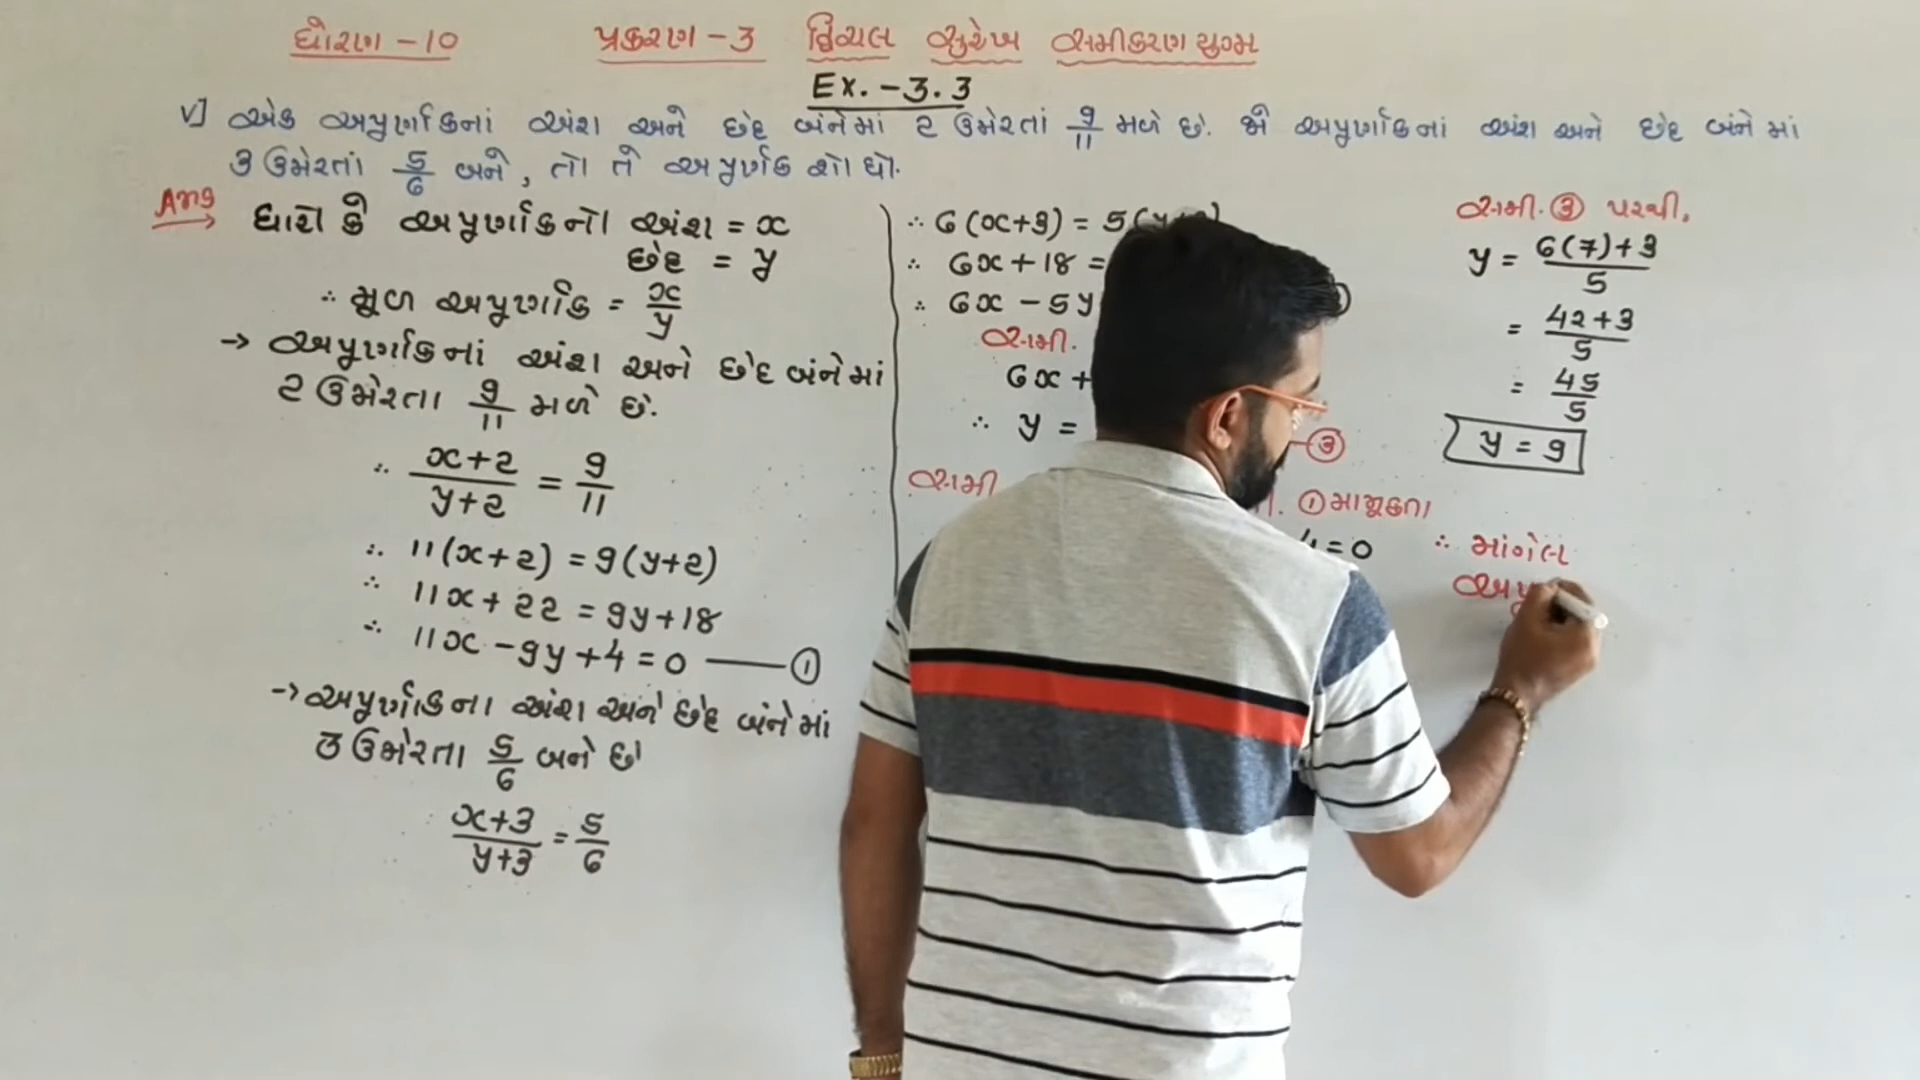 ધોરણ -10 પ્રકરણ -3 દ્વિચલ સુરેખ સમીકરણ યુગ્મ
Ex. - 3.3
V] એક અપૂર્ણાંકનાં અંશ અને છેદ બંનેમાં 2 ઉમેરતાં 9/11 મળે છે. જો અપૂર્ણાંકનાં અંશ અને છેદ બંનેમાં
3 ઉમેરતાં 5/6 બને, તો તે અપૂર્ણાંક શોધો.
Ans
ધારો કે અપૂર્ણાંકનો અંશ = x
છેદ = y
∴ મૂળ અપૂર્ણાંક = x/y
→ અપૂર્ણાંકનાં અંશ અને છેદ બંનેમાં
2 ઉમેરતા 9/11 મળે છે.
∴ (x+2)/(y+2) = 9/11
∴ 11(x+2) = 9(y+2)
∴ 11x + 22 = 9y + 18
∴ 11x - 9y + 4 = 0 —— ①
→ અપૂર્ણાંકના અંશ અને છેદ બંનેમાં
3 ઉમેરતા 5/6 બને છે
(x+3)/(y+3) = 5/6
∴ 6(x+3) = 5(
∴ 6x + 18 =
∴ 6x - 5y
સમી.
6x +
∴ y = — ③
સમી ① માં મૂકતા
= 0
સમી. ③ પરથી,
y = (6(7)+3)/5
= (42+3)/5
= 45/5
y = 9
∴ માંગેલ